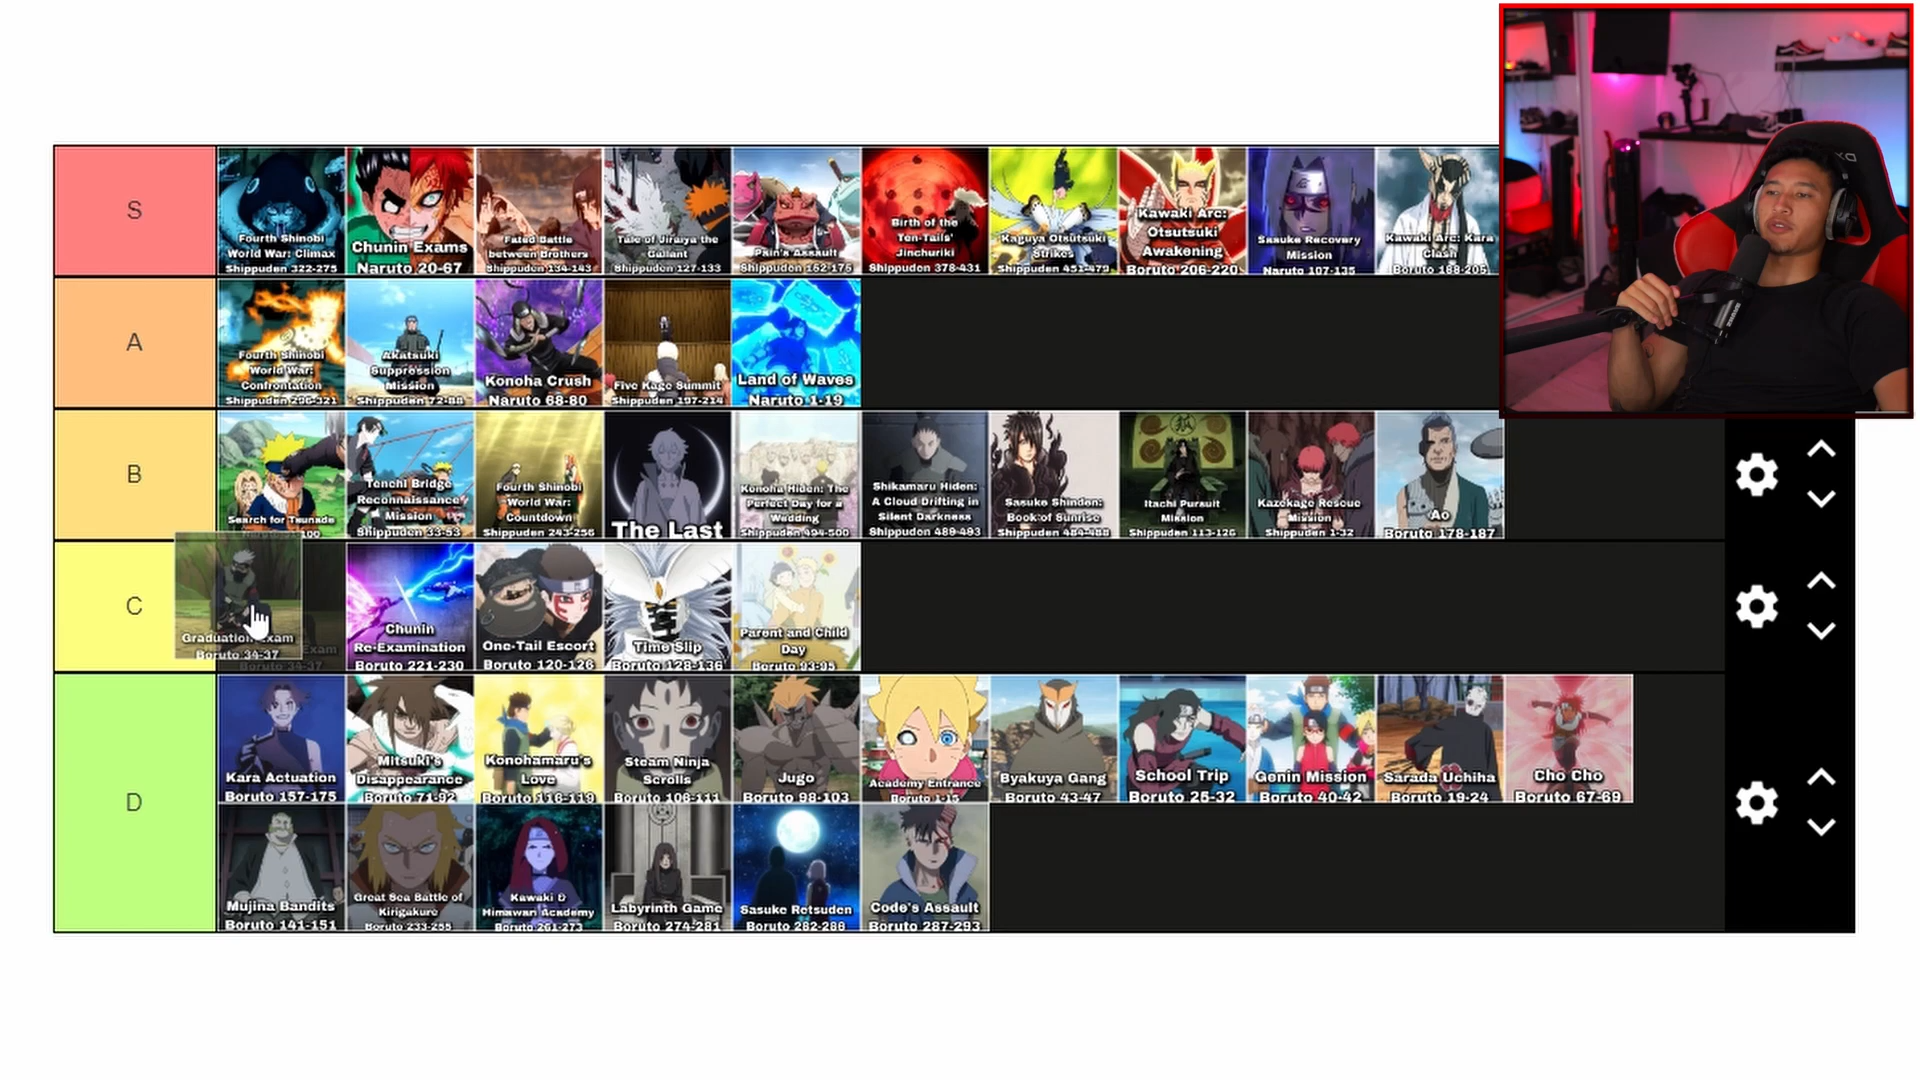 S
Fourth Shinobi
World War: Climax
Shippuden 322-275
Chunin Exams
Naruto 20-67
Fated Battle
between Brothers
Shippuden 134-143
Tale of Jiraiya the
Gallant
Shippuden 127-133
Pain's Assault
Shippuden 152-175
Birth of the
Ten-Tails'
Jinchuriki
Shippuden 378-431
Kaguya Otsutsuki
Strikes
Shippuden 451-479
Kawaki Arc:
Otsutsuki
Awakening
Boruto 206-220
Sasuke Recovery
Mission
Naruto 107-135
Kawaki Arc: Kara
Clash
Boruto 188-205
A
Fourth Shinobi
World War:
Confrontation
Shippuden 296-321
Akatsuki
Suppression
Mission
Shippuden 72-88
Konoha Crush
Naruto 68-80
Five Kage Summit
Shippuden 197-214
Land of Waves
Naruto 1-19
B
Search for Tsunade
100
Tenchi Bridge
Reconnaissance
Mission
Shippuden 33-53
Fourth Shinobi
World War:
Countdown
Shippuden 243-256
The Last
Konoha Hiden: The
Perfect Day for a
Wedding
Shippuden 494-500
Shikamaru Hiden:
A Cloud Drifting in
Silent Darkness
Shippuden 489-493
Sasuke Shinden:
Book of Sunrise
Shippuden 484-488
Itachi Pursuit
Mission
Shippuden 113-126
Kazekage Rescue
Mission
Shippuden 1-32
Ao
Boruto 178-187
C
Graduation Exam
Boruto 34-37
Exam
Boruto 34-37
Chunin
Re-Examination
Boruto 221-230
One-Tail Escort
Boruto 120-126
Time Slip
Boruto 128-136
Parent and Child
Day
Boruto 93-95
D
Kara Actuation
Boruto 157-175
Mitsuki's
Disappearance
Boruto 71-92
Konohamaru's
Love
Boruto 116-119
Steam Ninja
Scrolls
Boruto 106-111
Jugo
Boruto 98-103
Academy Entrance
Boruto 1-15
Byakuya Gang
Boruto 43-47
School Trip
Boruto 25-32
Genin Mission
Boruto 40-42
Sarada Uchiha
Boruto 19-24
Cho Cho
Boruto 67-69
Mujina Bandits
Boruto 141-151
Great Sea Battle of
Kirigakure
Boruto 233-255
Kawaki &
Himawari Academy
Boruto 261-273
Labyrinth Game
Boruto 274-281
Sasuke Retsuden
Boruto 282-286
Code's Assault
Boruto 287-293